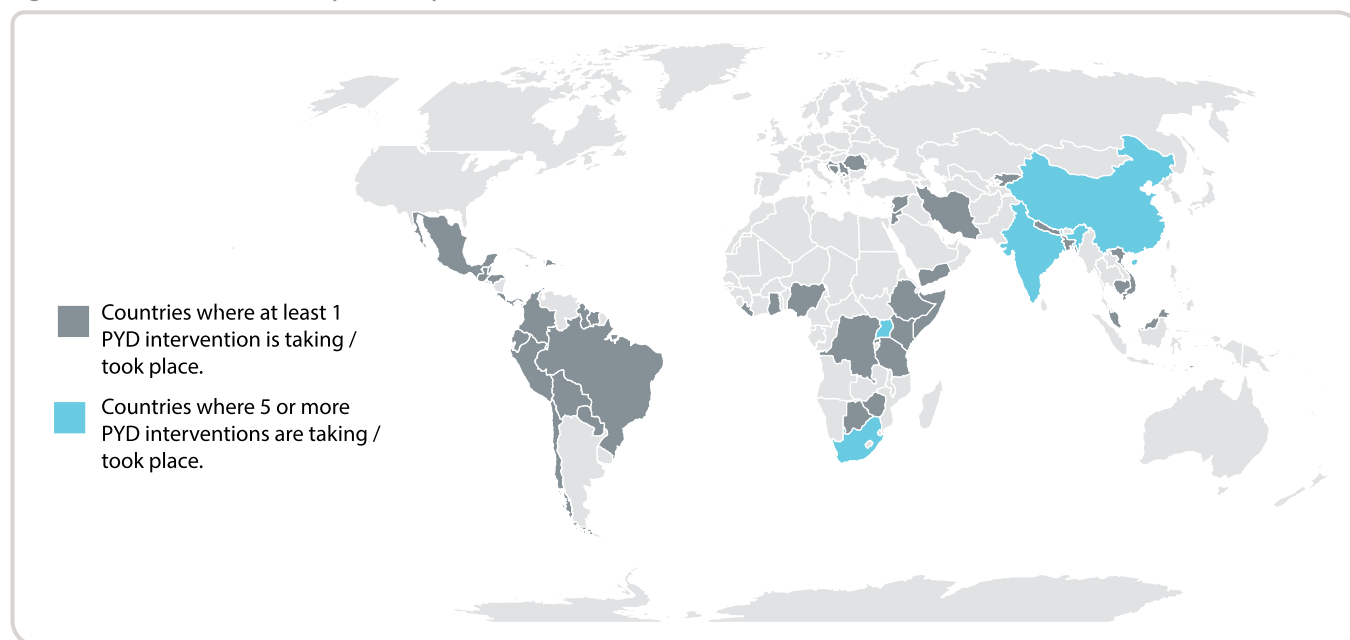 Countries where at least 1
PYD intervention is taking /
took place.
Countries where 5 or more
PYD interventions are taking /
took place.